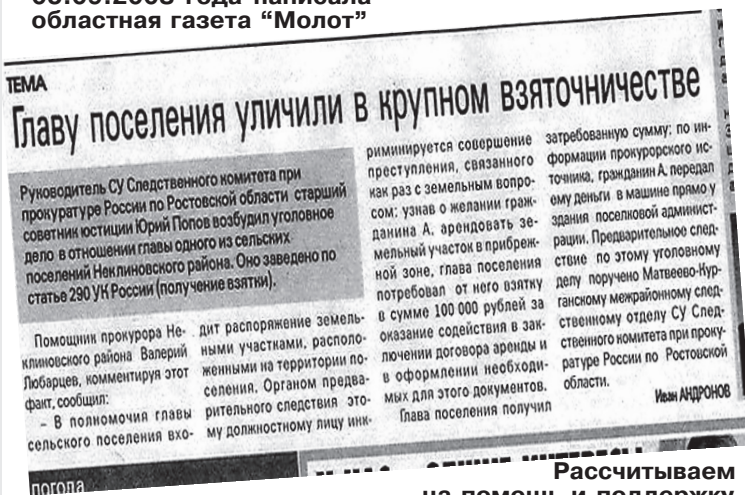 областная газета “Молот”
ТЕМА
Главу поселения уличили в крупном взяточничестве
Руководитель СУ Следственного комитета при
прокуратуре России по Ростовской области старший
советник юстиции Юрий Попов возбудил уголовное
дело в отношении главы одного из сельских
поселений Неклиновского района. Оно заведено по
статье 290 УК России (получение взятки).
Помощник прокурора Не-
клиновского района Валерий
Любарцев, комментируя этот
факт, сообщил:
– В полномочия главы
сельского поселения вхо-
дит распоряжение земель-
ными участками, располо-
женными на территории по-
селения. Органом предва-
рительного следствия это-
му должностному лицу инк-
риминируется совершение
преступления, связанного
как раз с земельным вопро-
сом: узнав о желании граж-
данина А. арендовать зе-
мельный участок в прибреж-
ной зоне, глава поселения
потребовал от него взятку
в сумме 100 000 рублей за
оказание содействия в зак-
лючении договора аренды и
в оформлении необходи-
мых для этого документов.
Глава поселения получил
затребованную сумму: по ин-
формации прокурорского ис-
точника, гражданин А. передал
ему деньги в машине прямо у
здания поселковой админист-
рации. Предварительное след-
ствие по этому уголовному
делу поручено Матвеево-Кур-
ганскому межрайонному след-
ственному отделу СУ След-
ственного комитета при проку-
ратуре России по Ростовской
области.
Иван АНДРОНОВ
погода
Рассчитываем
на помощь и поддержку